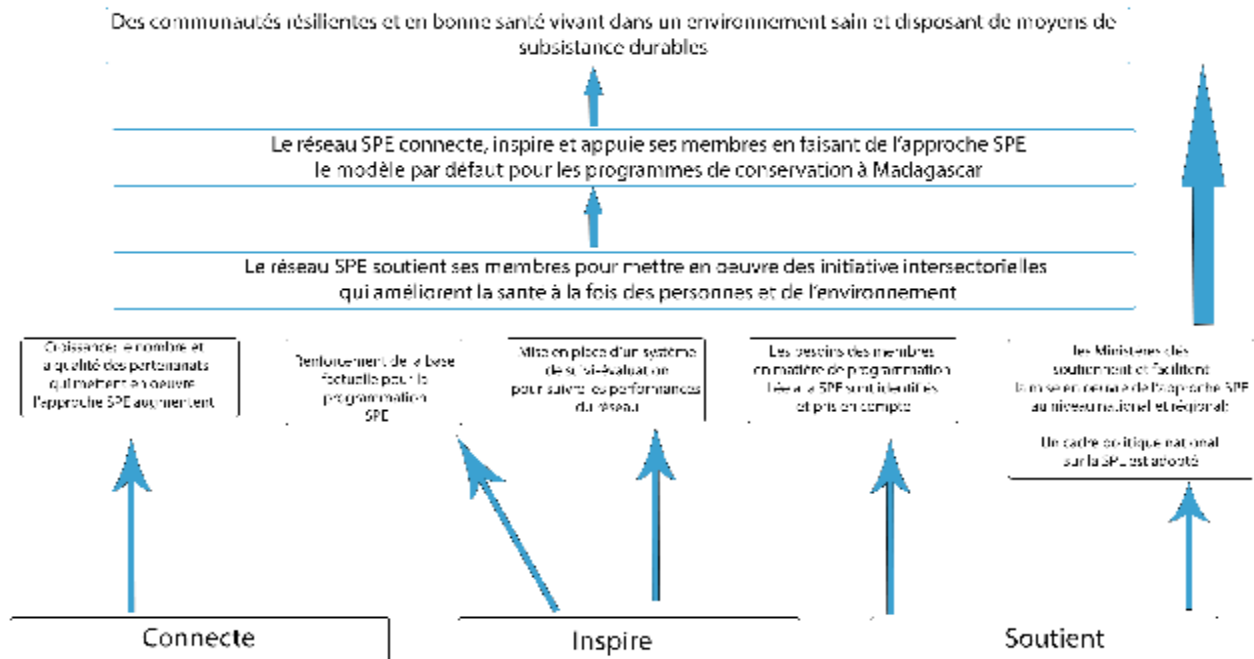 Des communautés résilientes et en bonne santé vivant dans un environnement sain et disposant de moyens de
subsistance durables
Le réseau SPE connecte, inspire et appuie ses membres en faisant de l'approche SPE
le modèle par défaut pour les programmes de conservation à Madagascar
Le réseau SPE soutient ses membres pour mettre en oeuvre des initiative intersectorielles
qui améliorent la sante à la fois des personnes et de l'environnement
Croissance: le nombre et
la qualité des partenariats
qui mettent en oeuvre
l'approche SPE augmentent
Renforcement de la base
factuelle pour la
programmation
SPE
Mise en place d'un système
de suivi-évaluation
pour suivre les performances
du réseau
Les besoins des membres
en matière de programmation
liée a la SPE sont identifiés
et pris en compte
les Ministeres clés
soutiennent et facilitent
la mise en oeuvre de l'approche SPE
au niveau national et régional;
Un cadre politique national
sur la SPE est adopté
Connecte
Inspire
Soutient